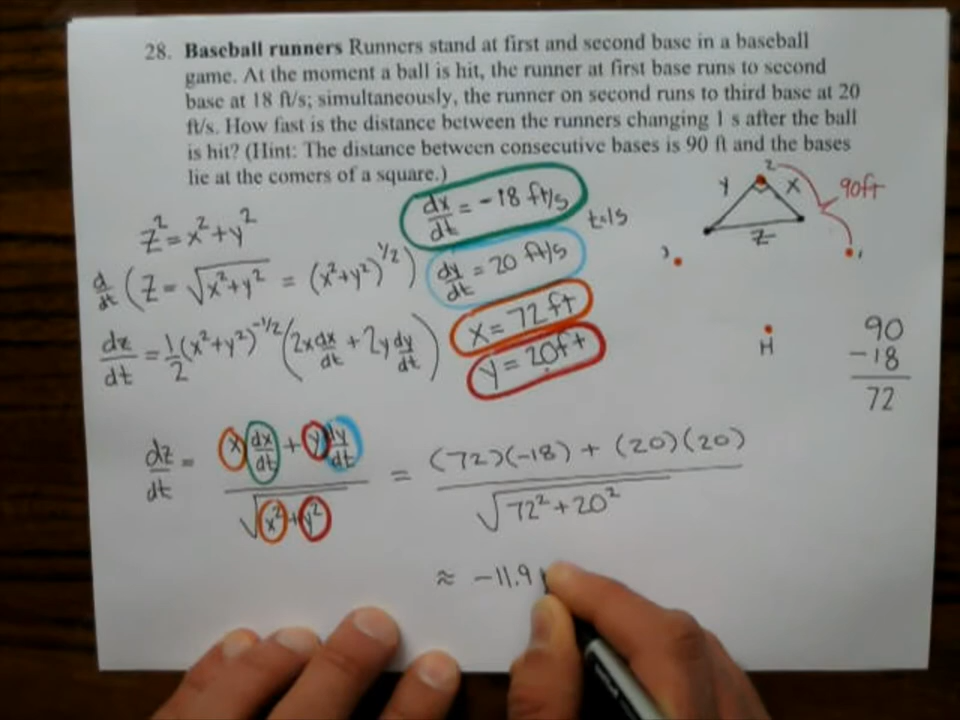 28. Baseball runners Runners stand at first and second base in a baseball
game. At the moment a ball is hit, the runner at first base runs to second
base at 18 ft/s; simultaneously, the runner on second runs to third base at 20
ft/s. How fast is the distance between the runners changing 1 s after the ball
is hit? (Hint: The distance between consecutive bases is 90 ft and the bases
lie at the comers of a square.)
z² = x² + y²
d/dt (z = √(x² + y²) = (x² + y²)^1/2)
dz/dt = 1/2 (x² + y²)^-1/2 (2x dx/dt + 2y dy/dt)
dx/dt = -18 ft/s
t=1s
dy/dt = 20 ft/s
x = 72 ft
y = 20 ft
2
y x 90ft
z
3 1
H
90
-18
72
dz/dt = (x dx/dt + y dy/dt) / √(x² + y²) = ((72)(-18) + (20)(20)) / √(72² + 20²)
≈ -11.9